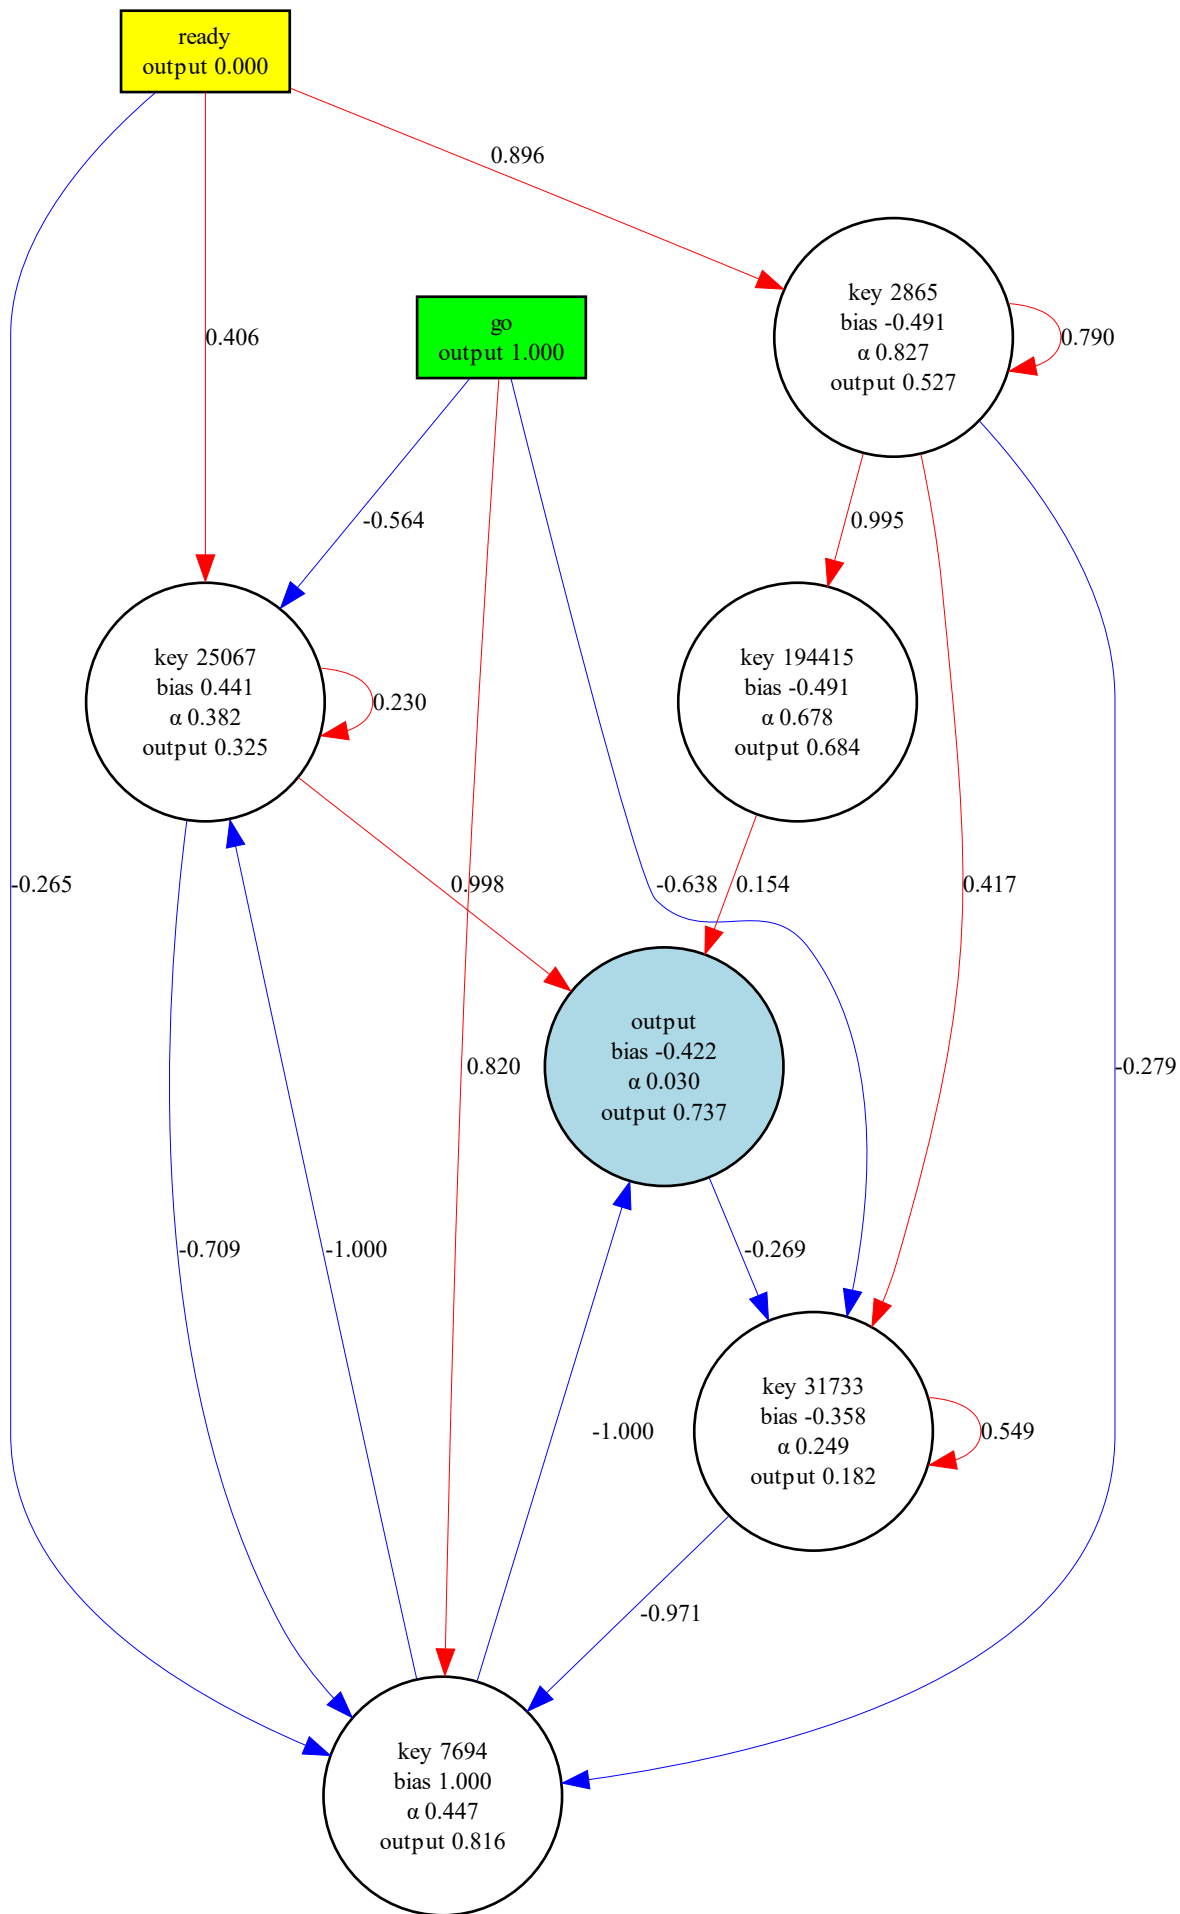 ready
output 0.000
0.896
key 2865
bias -0.491
α 0.827
output 0.527
0.790
go
output 1.000
0.406
-0.564
0.995
key 25067
bias 0.441
α 0.382
output 0.325
0.230
key 194415
bias -0.491
α 0.678
output 0.684
-0.265
0.998
-0.638
0.154
0.417
output
bias -0.422
α 0.030
output 0.737
0.820
-0.279
-0.709
-1.000
-0.269
key 31733
bias -0.358
α 0.249
output 0.182
0.549
-1.000
-0.971
key 7694
bias 1.000
α 0.447
output 0.816